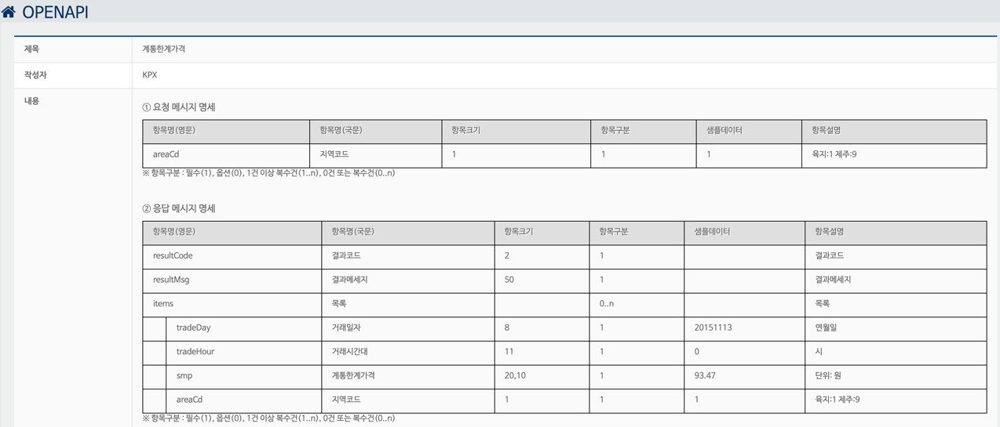 OPENAPI
제목 계통한계가격
작성자 KPX
내용
① 요청 메시지 명세
항목명(영문) 항목명(국문) 항목크기 항목구분 샘플데이터 항목설명
areaCd 지역코드 1 1 1 육지:1 제주:9
※ 항목구분 : 필수(1), 옵션(0), 1건 이상 복수건(1..n), 0건 또는 복수건(0..n)
② 응답 메시지 명세
항목명(영문) 항목명(국문) 항목크기 항목구분 샘플데이터 항목설명
resultCode 결과코드 2 1 결과코드
resultMsg 결과메세지 50 1 결과메세지
items 목록 0..n 목록
tradeDay 거래일자 8 1 20151113 연월일
tradeHour 거래시간대 11 1 0 시
smp 계통한계가격 20,10 1 93.47 단위: 원
areaCd 지역코드 1 1 1 육지:1 제주:9
※ 항목구분 : 필수(1), 옵션(0), 1건 이상 복수건(1..n), 0건 또는 복수건(0..n)